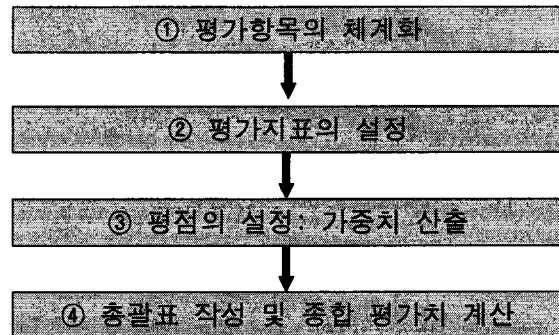 ① 평가항목의 체계화
② 평가지표의 설정
③ 평점의 설정: 가중치 산출
④ 총괄표 작성 및 종합 평가치 계산